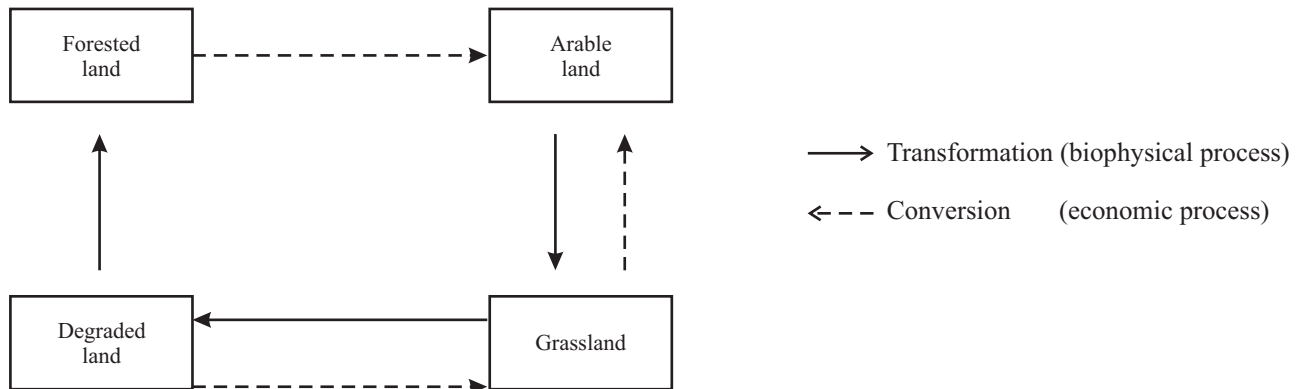 Forested
land
Arable
land
Transformation (biophysical process)
Conversion (economic process)
Degraded
land
Grassland